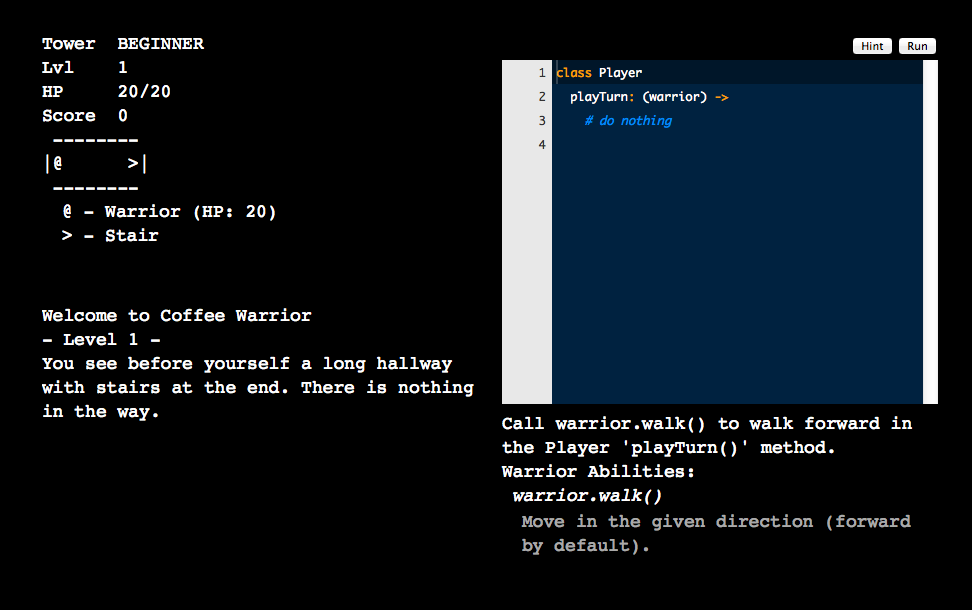 Tower  BEGINNER
Lvl    1
HP     20/20
Score  0
 --------
|@      >|
 --------
  @ - Warrior (HP: 20)
  > - Stair
Welcome to Coffee Warrior
- Level 1 -
You see before yourself a long hallway
with stairs at the end. There is nothing
in the way.
Hint Run
1 class Player
2   playTurn: (warrior) ->
3     # do nothing
4
Call warrior.walk() to walk forward in
the Player 'playTurn()' method.
Warrior Abilities:
warrior.walk()
Move in the given direction (forward
by default).